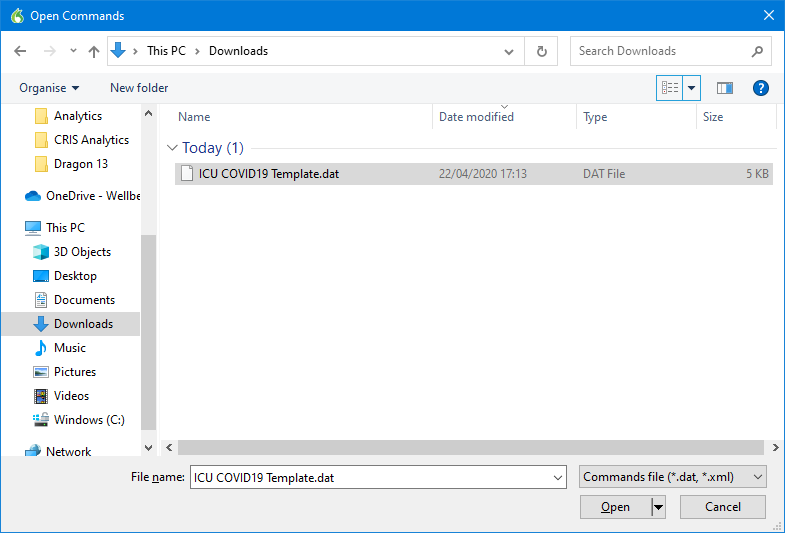 Open Commands
This PC Downloads Search Downloads
Organise New folder
Name Date modified Type Size
Analytics
CRIS Analytics
Dragon 13
OneDrive - Wellbe
This PC
3D Objects
Desktop
Documents
Downloads
Music
Pictures
Videos
Windows (C:)
Network
Today (1)
ICU COVID19 Template.dat 22/04/2020 17:13 DAT File 5 KB
File name: ICU COVID19 Template.dat Commands file (*.dat, *.xml)
Open Cancel